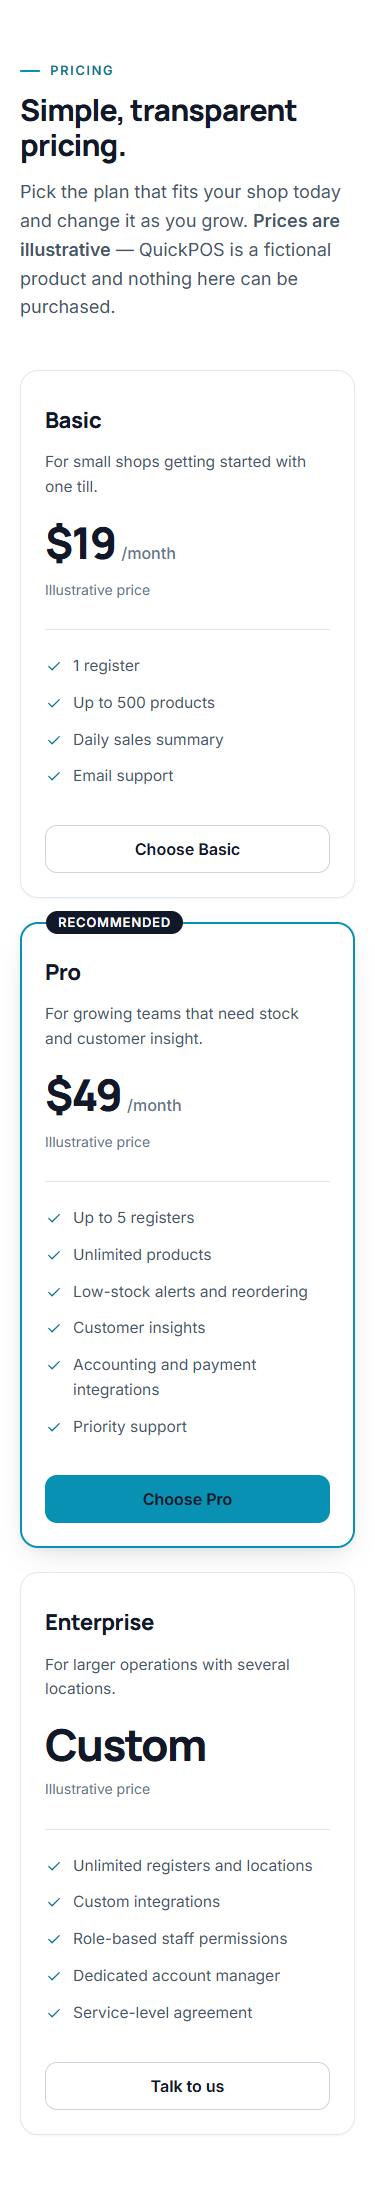 PRICING
Simple, transparent
pricing.
Pick the plan that fits your shop today
and change it as you grow. Prices are
illustrative — QuickPOS is a fictional
product and nothing here can be
purchased.
Basic
For small shops getting started with
one till.
$19 /month
Illustrative price
1 register
Up to 500 products
Daily sales summary
Email support
Choose Basic
RECOMMENDED
Pro
For growing teams that need stock
and customer insight.
$49 /month
Illustrative price
Up to 5 registers
Unlimited products
Low-stock alerts and reordering
Customer insights
Accounting and payment
integrations
Priority support
Choose Pro
Enterprise
For larger operations with several
locations.
Custom
Illustrative price
Unlimited registers and locations
Custom integrations
Role-based staff permissions
Dedicated account manager
Service-level agreement
Talk to us